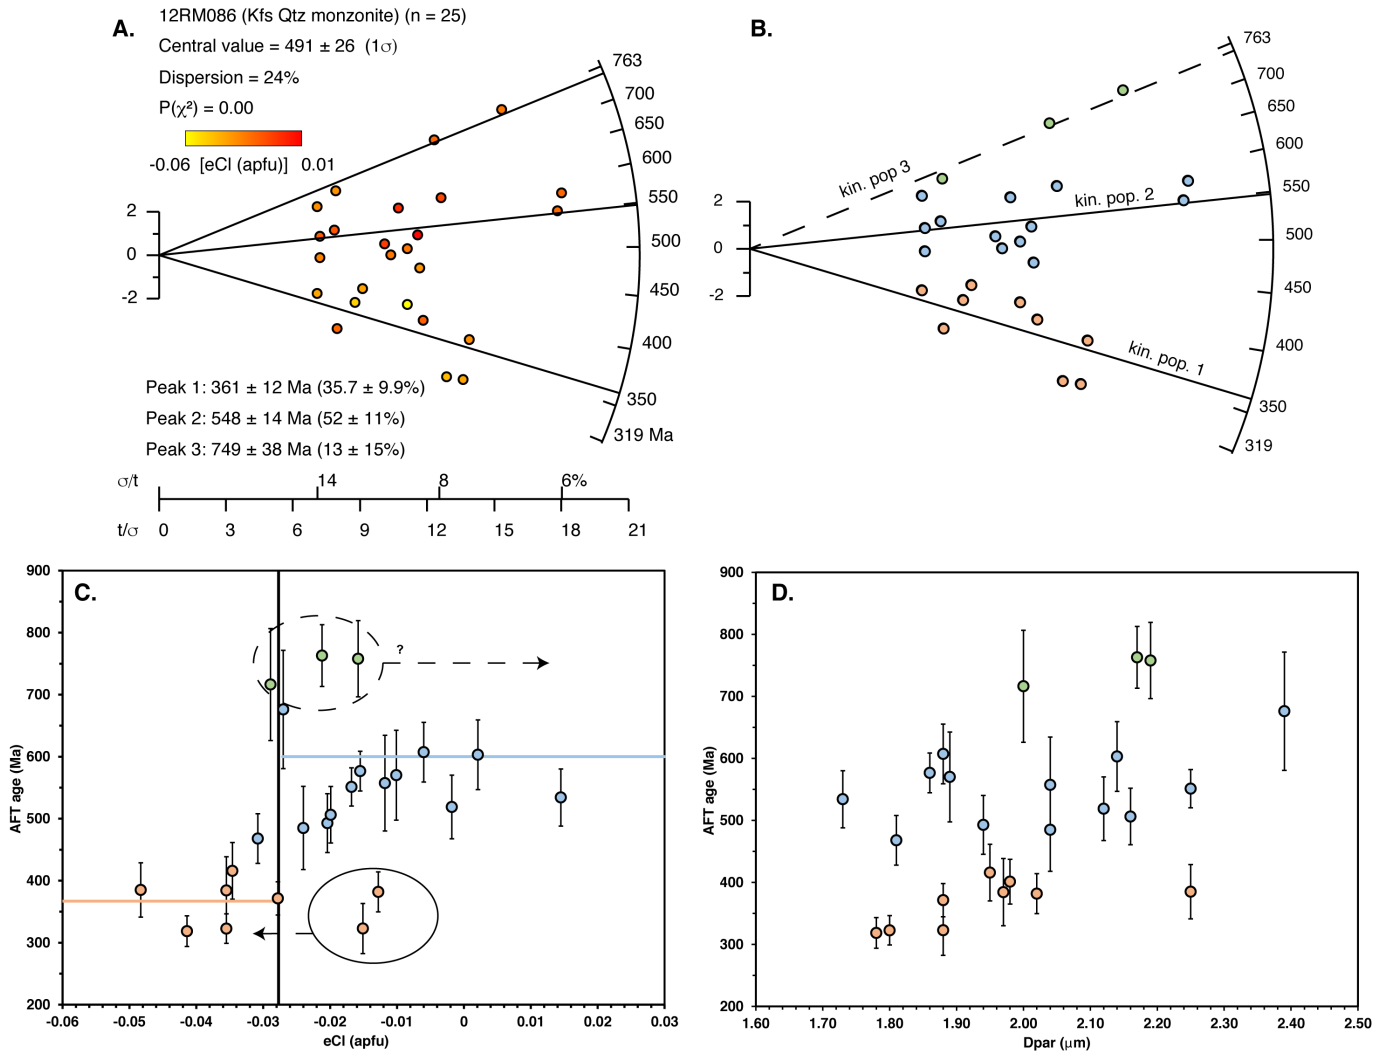 A.
12RM086 (Kfs Qtz monzonite) (n = 25)
Central value = 491 ± 26 (1σ)
Dispersion = 24%
P(χ²) = 0.00
-0.06 [eCl (apfu)] 0.01
2
0
-2
763
700
650
600
550
500
450
400
350
319 Ma
Peak 1: 361 ± 12 Ma (35.7 ± 9.9%)
Peak 2: 548 ± 14 Ma (52 ± 11%)
Peak 3: 749 ± 38 Ma (13 ± 15%)
σ/t 14 8 6%
t/σ 0 3 6 9 12 15 18 21
B.
2
0
-2
kin. pop 3
kin. pop. 2
kin. pop. 1
763
700
650
600
550
500
450
400
350
319
C.
AFT age (Ma)
900
800
700
600
500
400
300
200
?
-0.06 -0.05 -0.04 -0.03 -0.02 -0.01 0 0.01 0.02 0.03
eCl (apfu)
D.
AFT age (Ma)
900
800
700
600
500
400
300
200
1.60 1.70 1.80 1.90 2.00 2.10 2.20 2.30 2.40 2.50
Dpar (μm)